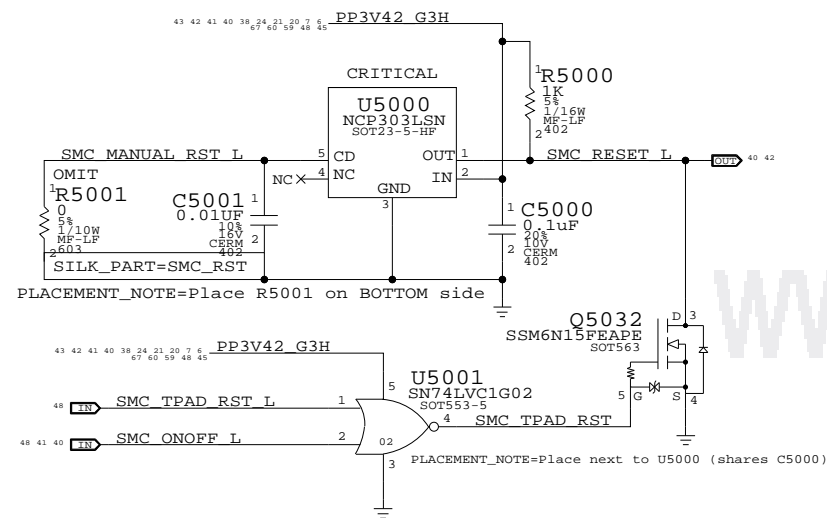 43 42 41 40 38 24 21 20 7 6
67 60 59 48 45
PP3V42_G3H
CRITICAL
U5000
NCP303LSN
SOT23-5-HF
1
R5000
1K
5%
1/16W
MF-LF
2 402
SMC_MANUAL_RST_L
5 CD
OUT 1
SMC_RESET_L
OUT 40 42
NC
4 NC
IN 2
GND
3
OMIT
1
R5001
0
5%
1/10W
MF-LF
2 603
C5001
0.01UF
10%
16V
CERM
402
1
2
1
2
C5000
0.1uF
20%
10V
CERM
402
SILK_PART=SMC_RST
PLACEMENT_NOTE=Place R5001 on BOTTOM side
W
Q5032
SSM6N15FEAPE
SOT563
D 3
5 G
S 4
43 42 41 40 38 24 21 20 7 6
67 60 59 48 45
PP3V42_G3H
5
U5001
SN74LVC1G02
SOT553-5
48 IN SMC_TPAD_RST_L 1
48 41 40 IN SMC_ONOFF_L 2
02
4 SMC_TPAD_RST
3
PLACEMENT_NOTE=Place next to U5000 (shares C5000)